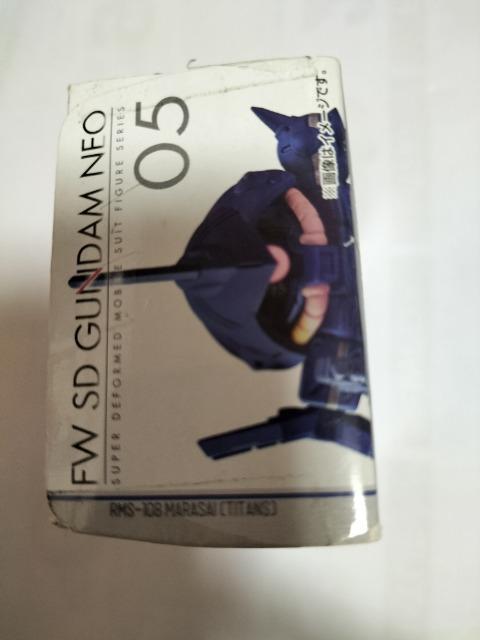 FW SD GUNDAM NEO
SUPER DEFORMED MOBILE SUIT FIGURE SERIES
05
※画像はイメージです。
RMS-108 MARASAI (TITANS)